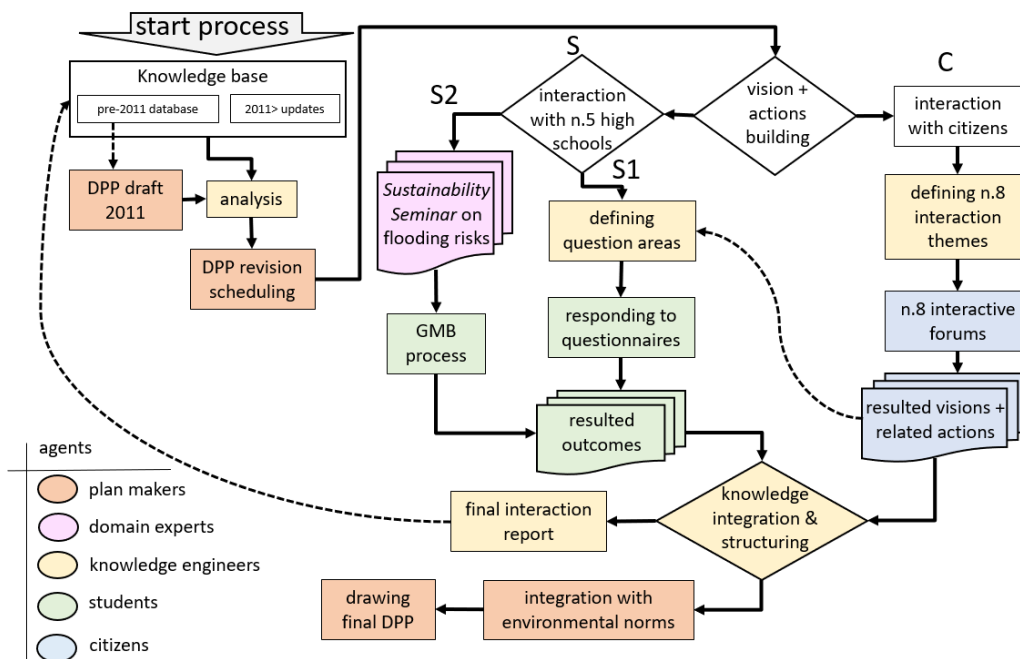 start process
Knowledge base
pre-2011 database
2011> updates
DPP draft
2011
analysis
DPP revision
scheduling
S
interaction
with n.5 high
schools
vision +
actions
building
C
interaction
with citizens
S2
Sustainability
Seminar on
flooding risks
S1
defining
question areas
defining n.8
interaction
themes
GMB
process
responding to
questionnaires
n.8 interactive
forums
resulted
outcomes
resulted visions +
related actions
knowledge
integration &
structuring
final interaction
report
integration with
environmental norms
drawing
final DPP
agents
plan makers
domain experts
knowledge engineers
students
citizens